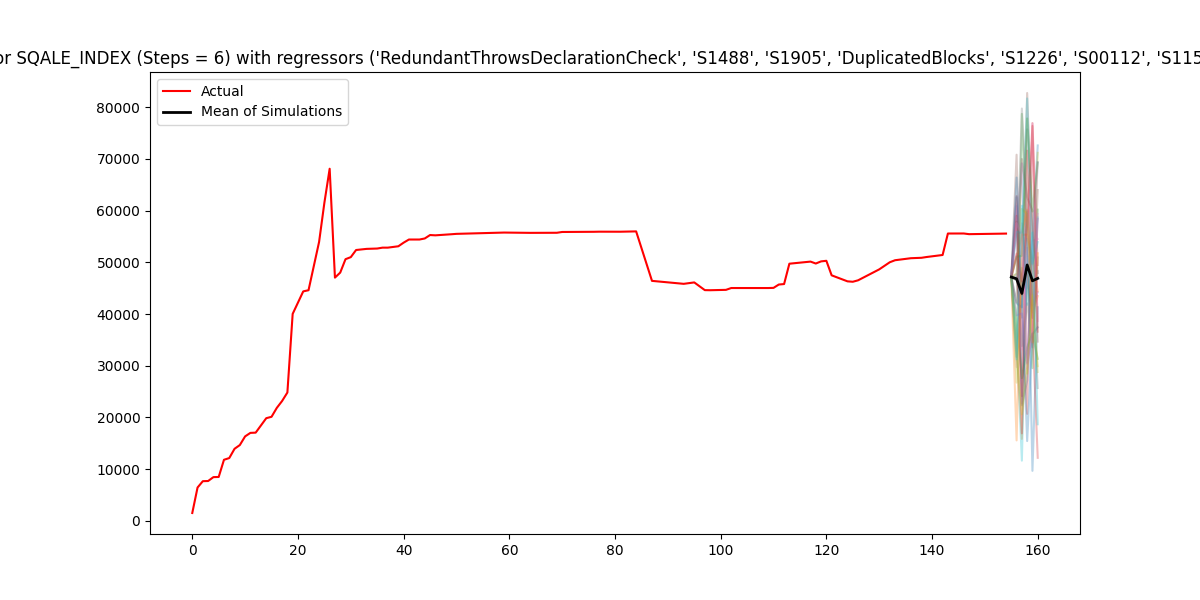 or SQALE_INDEX (Steps = 6) with regressors ('RedundantThrowsDeclarationCheck', 'S1488', 'S1905', 'DuplicatedBlocks', 'S1226', 'S00112', 'S115
Actual
Mean of Simulations
80000
70000
60000
50000
40000
30000
20000
10000
0
0 20 40 60 80 100 120 140 160